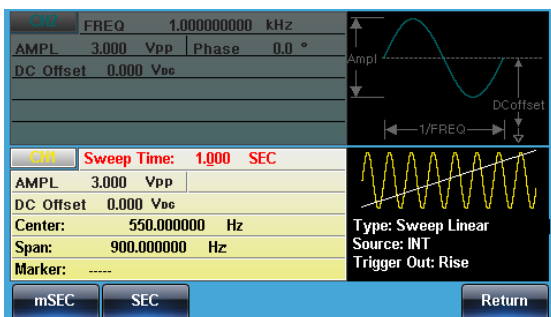 CH2 FREQ 1.000000000 kHz
AMPL 3.000 Vpp Phase 0.0 °
DC Offset 0.000 VDC
Ampl
DCoffset
1/FREQ
CH1 Sweep Time: 1.000 SEC
AMPL 3.000 Vpp
DC Offset 0.000 VDC
Center: 550.000000 Hz
Span: 900.000000 Hz
Marker: -----
Type: Sweep Linear
Source: INT
Trigger Out: Rise
mSEC SEC Return